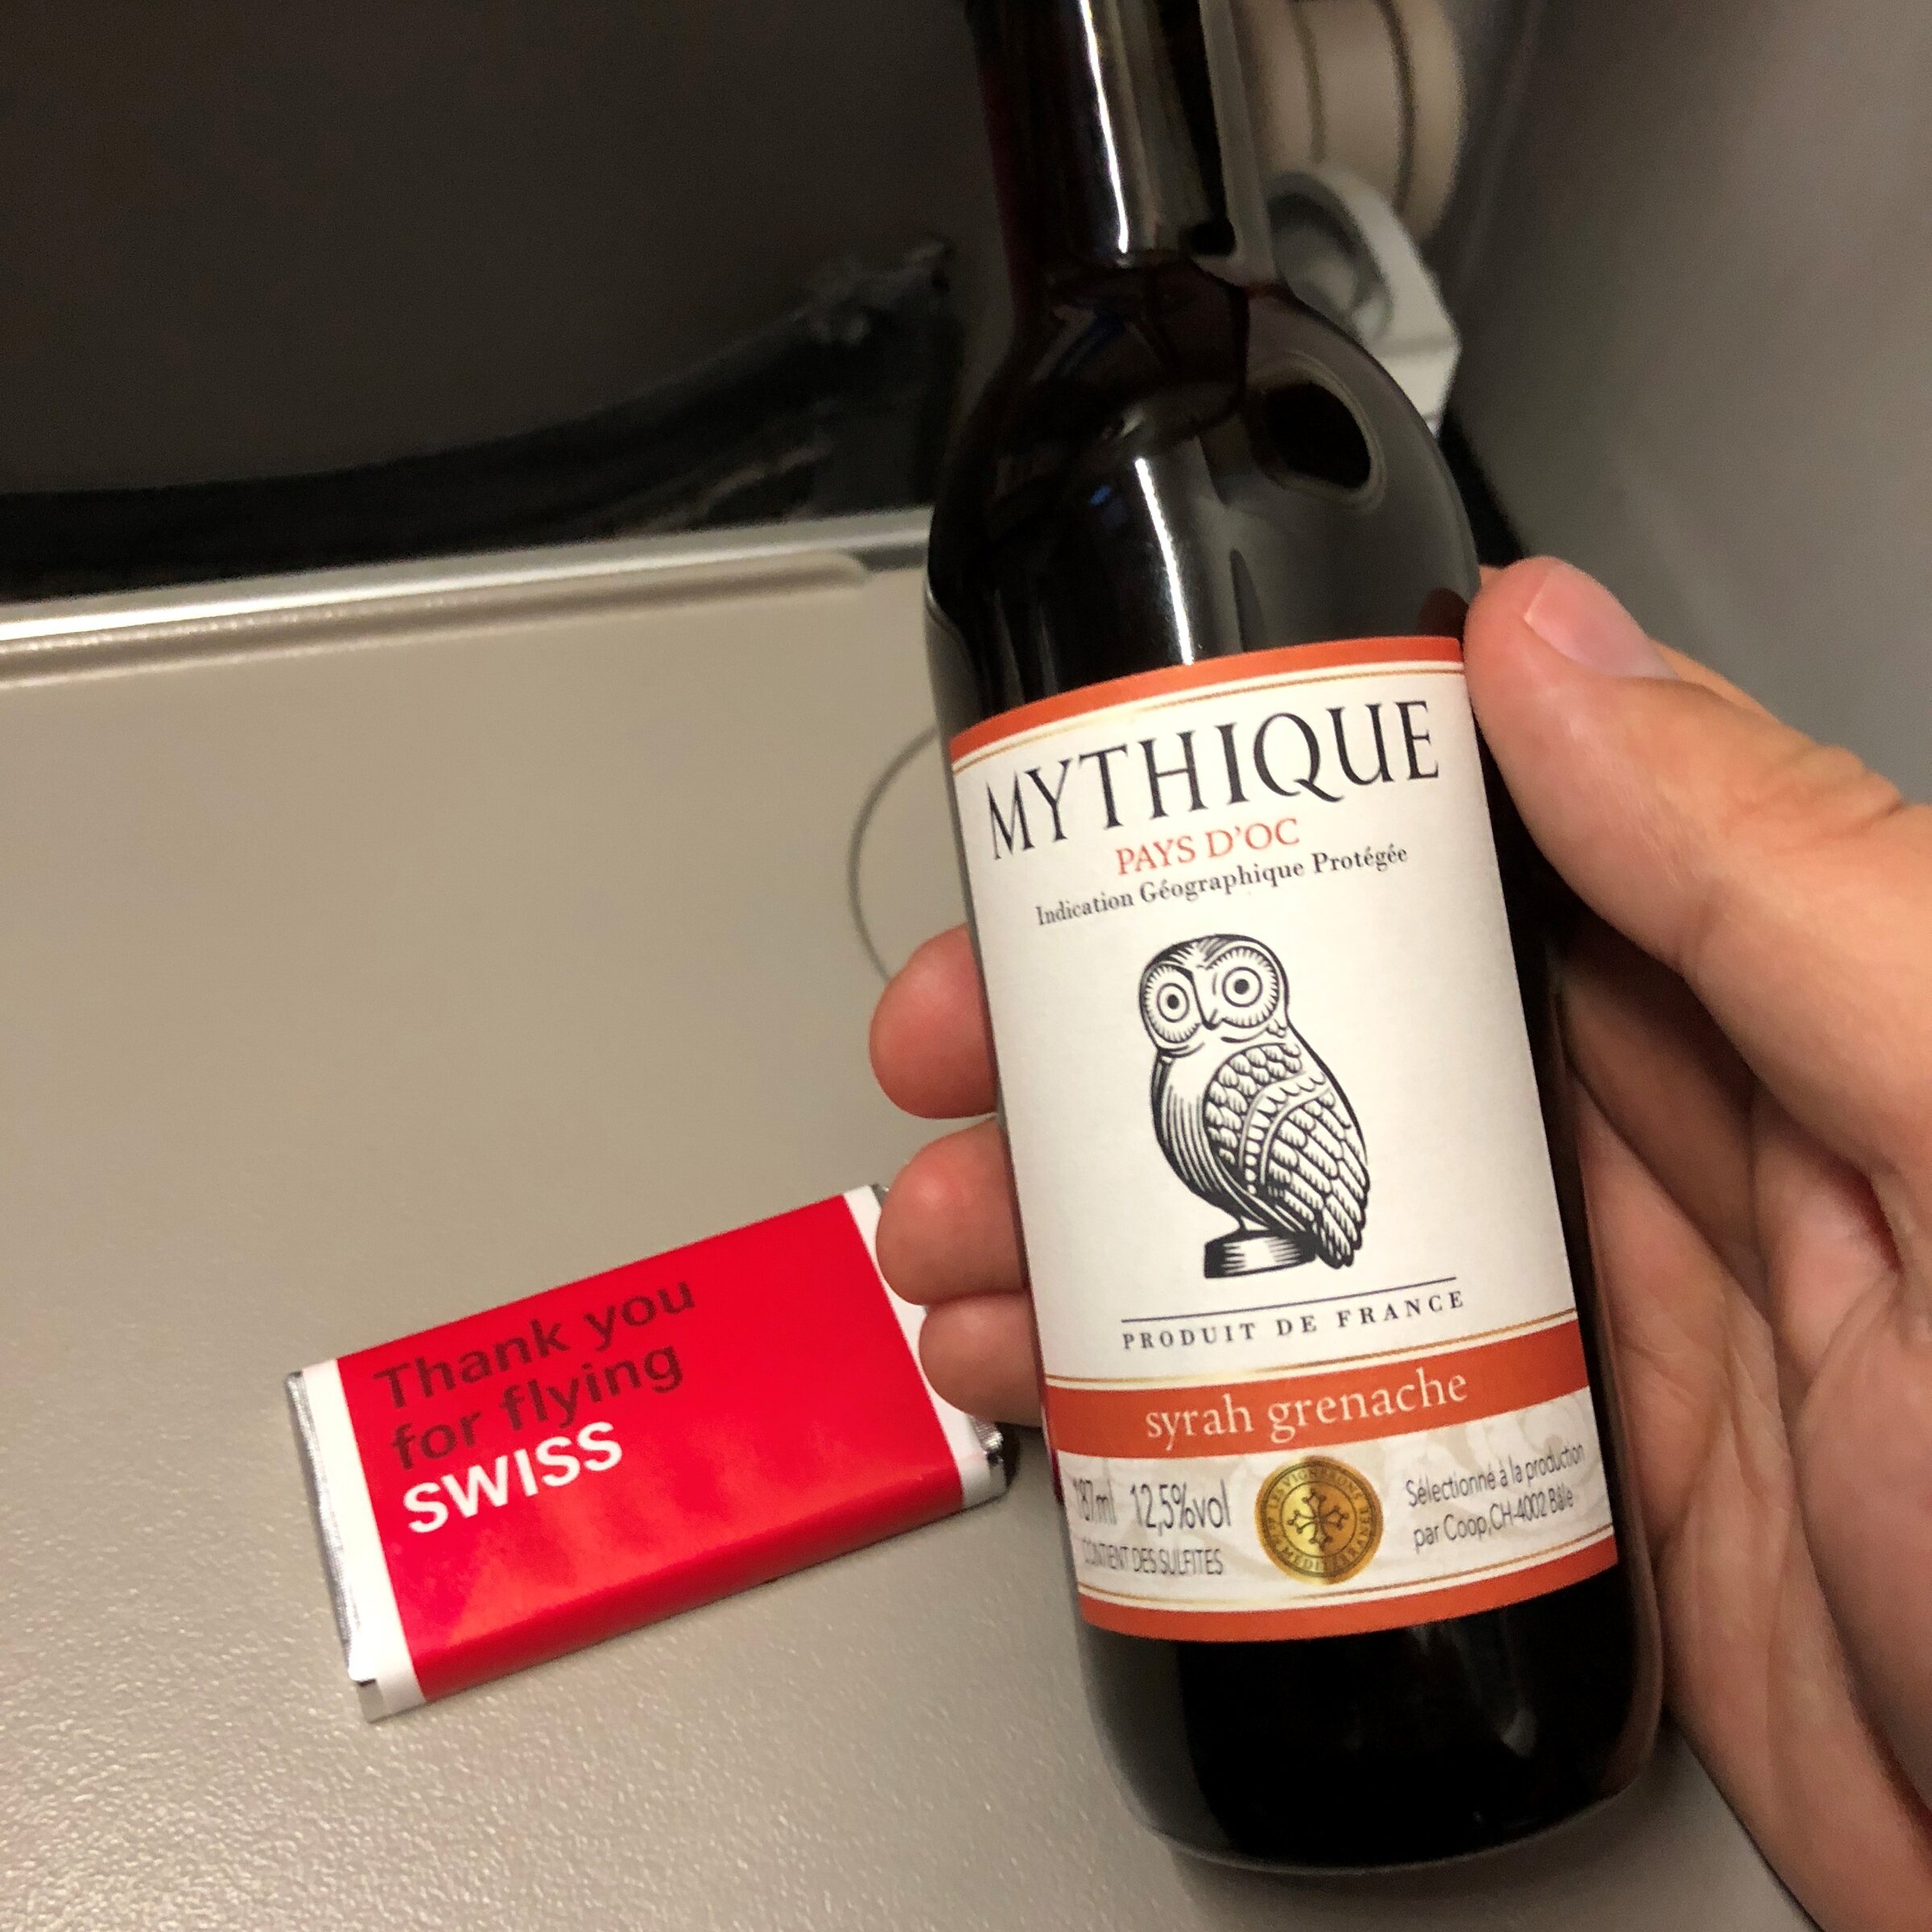 MYTHIQUE
PAYS D'OC
Indication Géographique Protégée
PRODUIT DE FRANCE
syrah grenache
187ml 12,5%vol
CONTIENT DES SULFITES
Sélectionné à la production
par Coop,CH-4002 Bâle
Thank you
for flying
SWISS